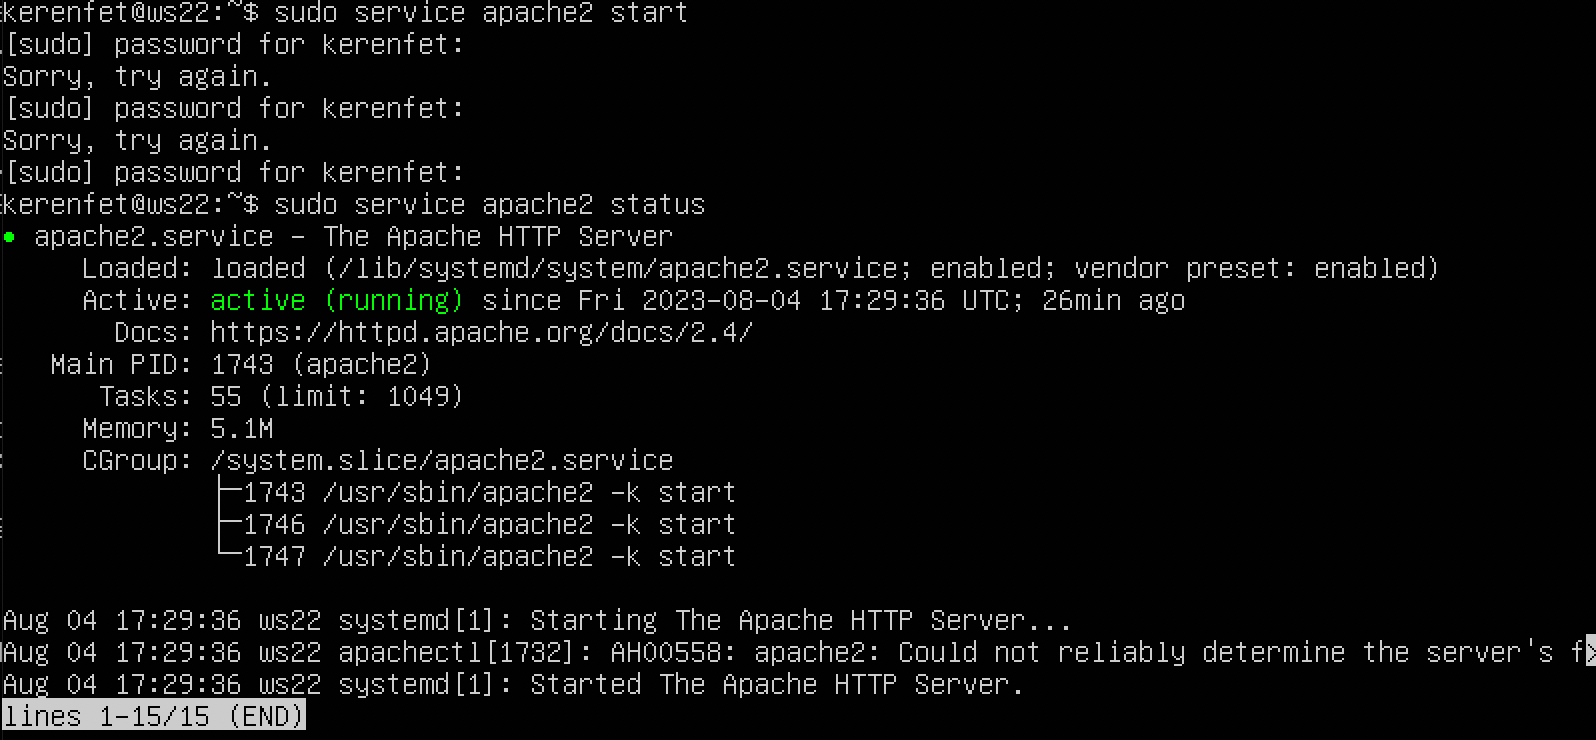 kerenfet@ws22:~$ sudo service apache2 start
[sudo] password for kerenfet:
Sorry, try again.
[sudo] password for kerenfet:
Sorry, try again.
[sudo] password for kerenfet:
kerenfet@ws22:~$ sudo service apache2 status
● apache2.service - The Apache HTTP Server
     Loaded: loaded (/lib/systemd/system/apache2.service; enabled; vendor preset: enabled)
     Active: active (running) since Fri 2023-08-04 17:29:36 UTC; 26min ago
       Docs: https://httpd.apache.org/docs/2.4/
   Main PID: 1743 (apache2)
      Tasks: 55 (limit: 1049)
     Memory: 5.1M
     CGroup: /system.slice/apache2.service
             ├─1743 /usr/sbin/apache2 -k start
             ├─1746 /usr/sbin/apache2 -k start
             └─1747 /usr/sbin/apache2 -k start

Aug 04 17:29:36 ws22 systemd[1]: Starting The Apache HTTP Server...
Aug 04 17:29:36 ws22 apachectl[1732]: AH00558: apache2: Could not reliably determine the server's f>
Aug 04 17:29:36 ws22 systemd[1]: Started The Apache HTTP Server.
lines 1-15/15 (END)